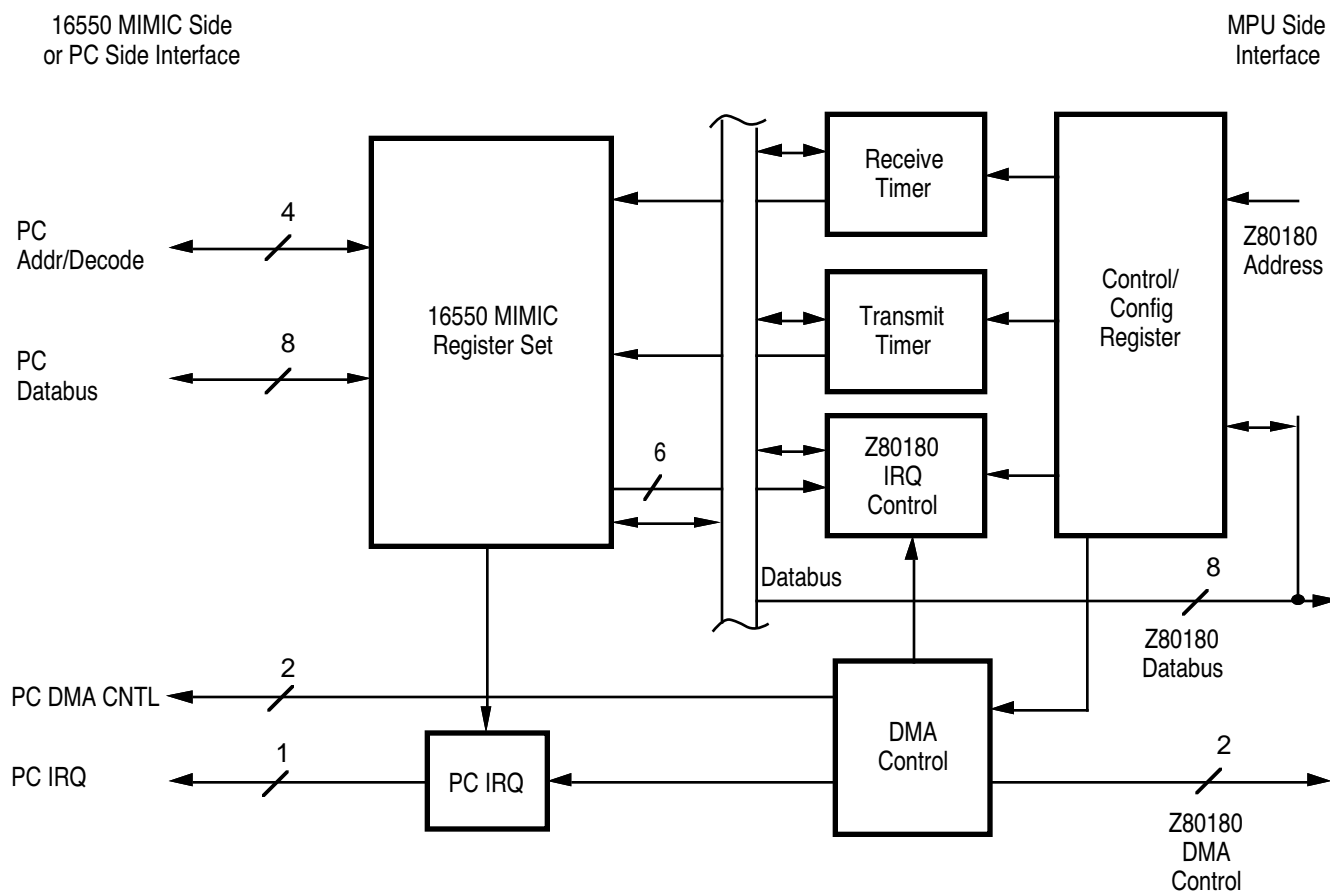 16550 MIMIC Side
or PC Side Interface
MPU Side
Interface
Receive
Timer
4
PC
Addr/Decode
Z80180
Address
16550 MIMIC
Register Set
Transmit
Timer
Control/
Config
Register
8
PC
Databus
6
Z80180
IRQ
Control
Databus
8
Z80180
Databus
2
PC DMA CNTL
DMA
Control
1
PC IRQ
PC IRQ
2
Z80180
DMA
Control